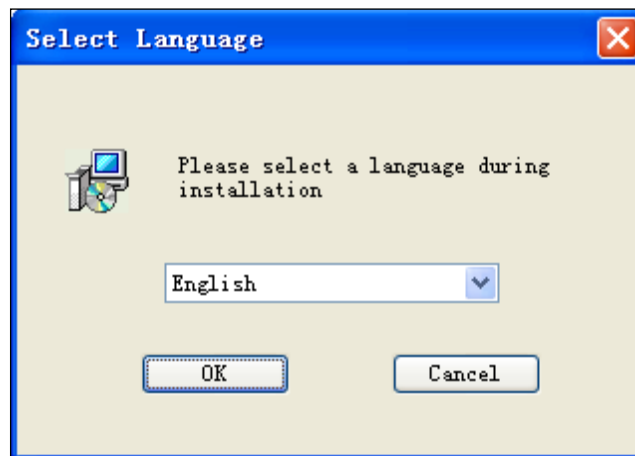 Select Language
Please select a language during
installation
English
OK
Cancel